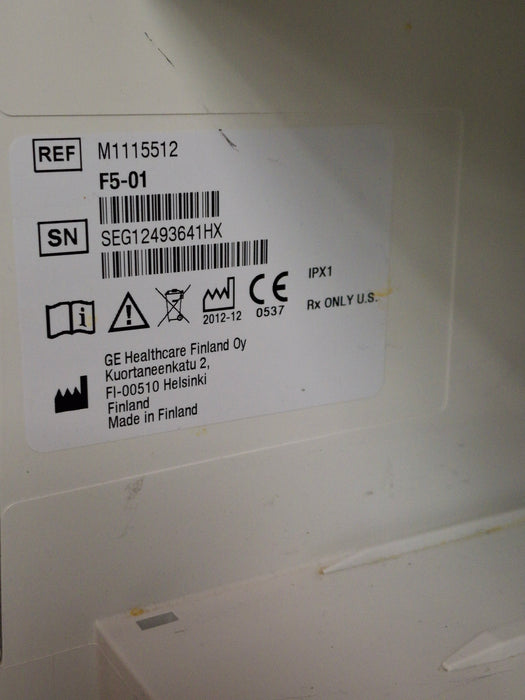 REF M1115512
F5-01
SN SEG12493641HX
i
2012-12
CE
0537
IPX1
Rx ONLY U.S.
GE Healthcare Finland Oy
Kuortaneenkatu 2,
FI-00510 Helsinki
Finland
Made in Finland